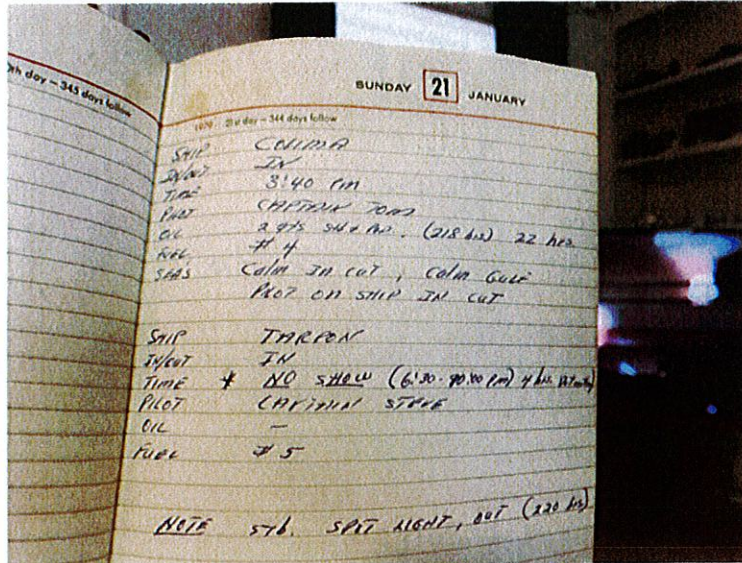 th day – 345 days follow
SUNDAY 21 JANUARY
1979 21st day – 344 days follow
SHIP COLIMA
IN/OUT IN
TIME 3:40 PM
PILOT CAPTAIN TOM
OIL 2 qts (218 hrs) 22 hrs
FUEL # 4
SEAS Calm IN CUT, Calm GULF
PILOT ON SHIP IN CUT
SHIP TARPON
IN/OUT IN
TIME * NO SHOW (6:30 - 10:00 PM) 4 hrs.
PILOT CAPTAIN STEVE
OIL —
FUEL # 5
NOTE stb. SPOT LIGHT, OUT (220 hrs)